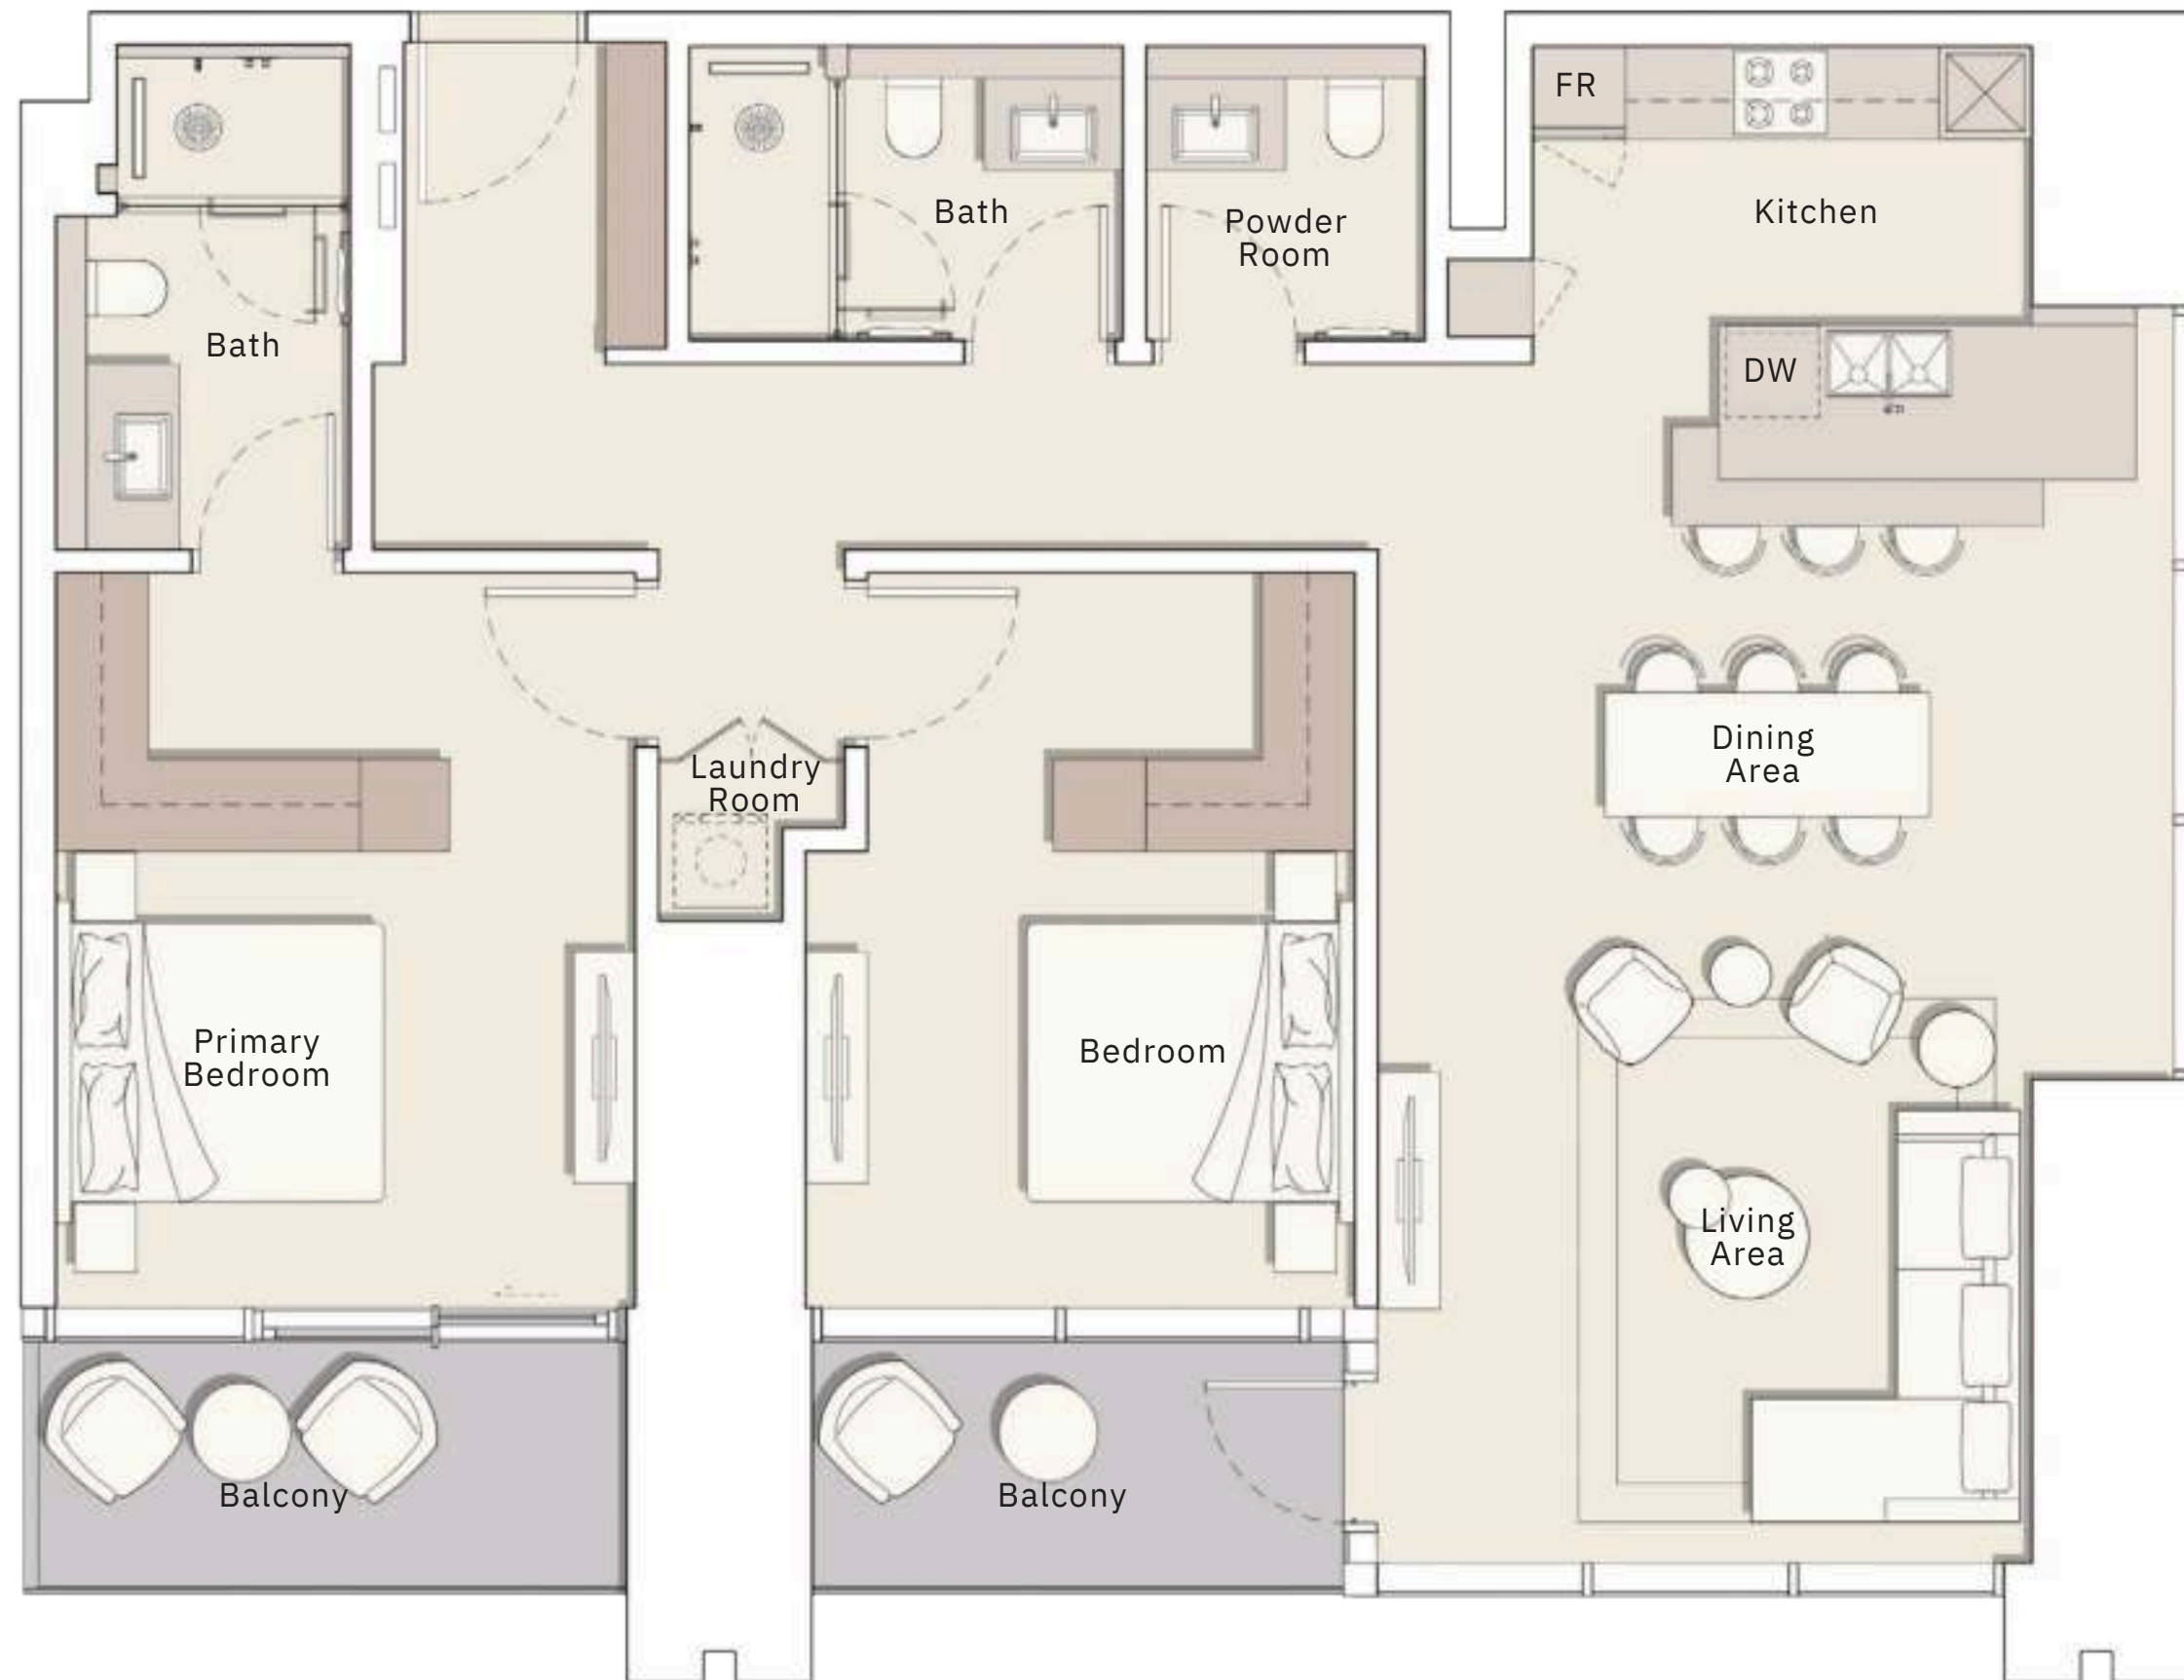 FR
Bath
Powder
Room
Kitchen
Bath
DW
Laundry
Room
Dining
Area
Primary
Bedroom
Bedroom
Living
Area
Balcony
Balcony